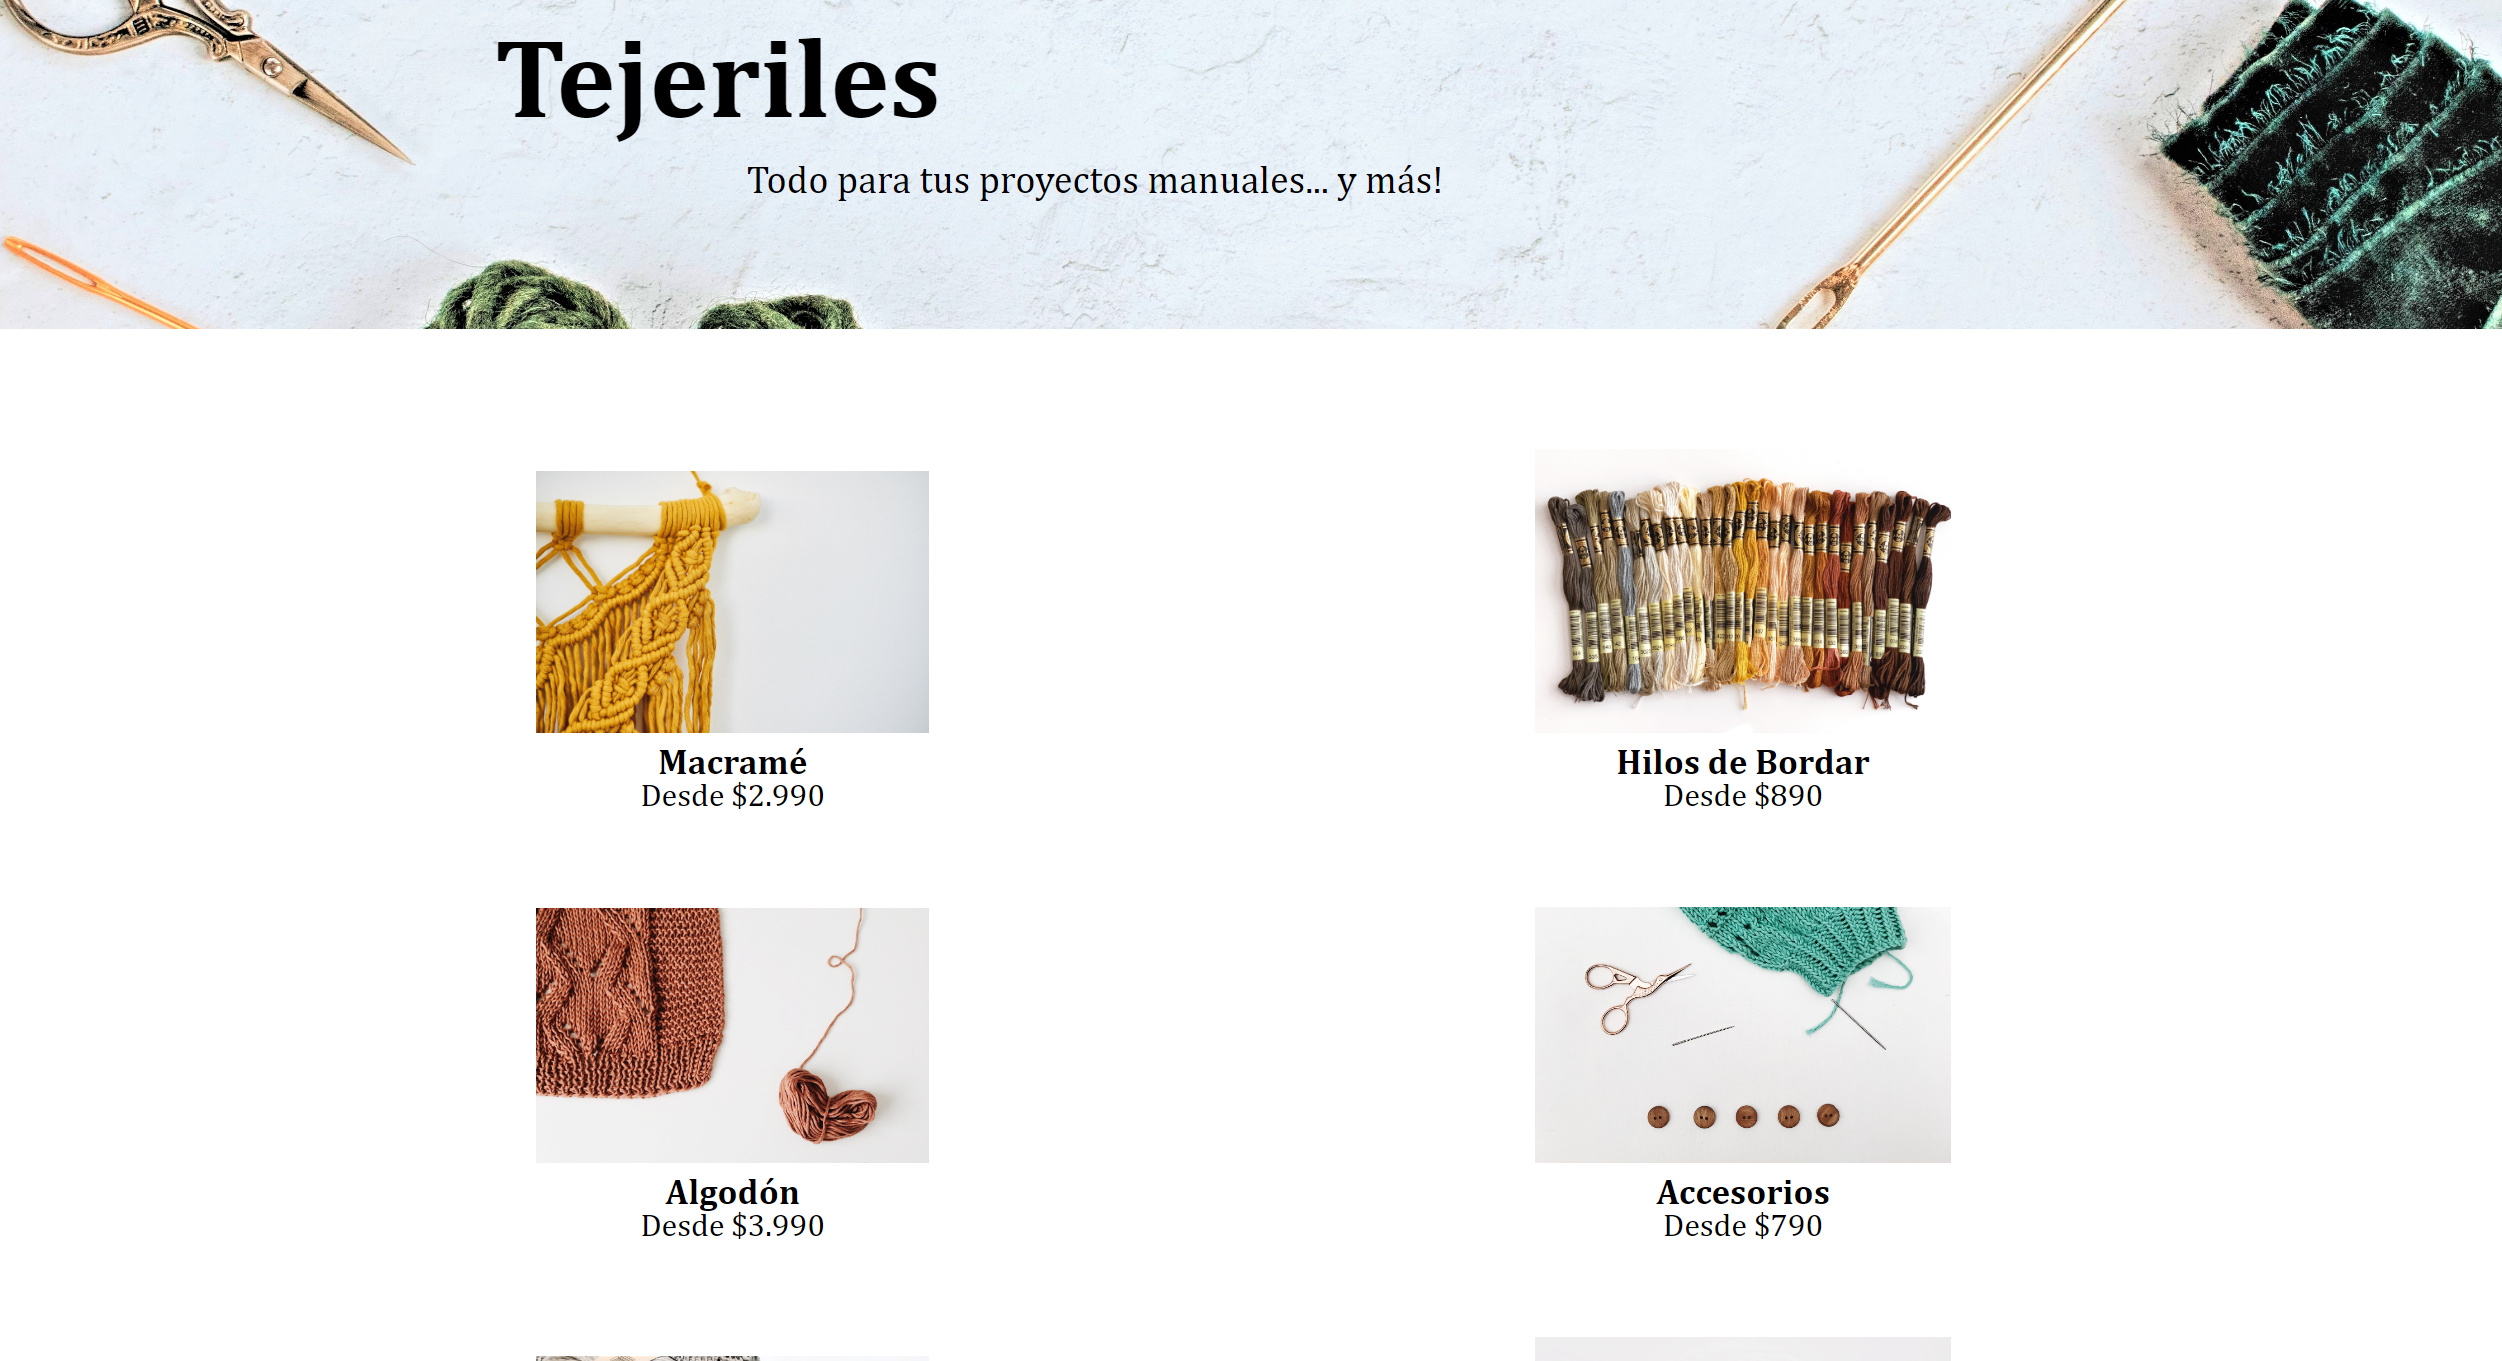 Tejeriles
Todo para tus proyectos manuales... y más!
Macramé
Desde $2.990
Hilos de Bordar
Desde $890
Algodón
Desde $3.990
Accesorios
Desde $790